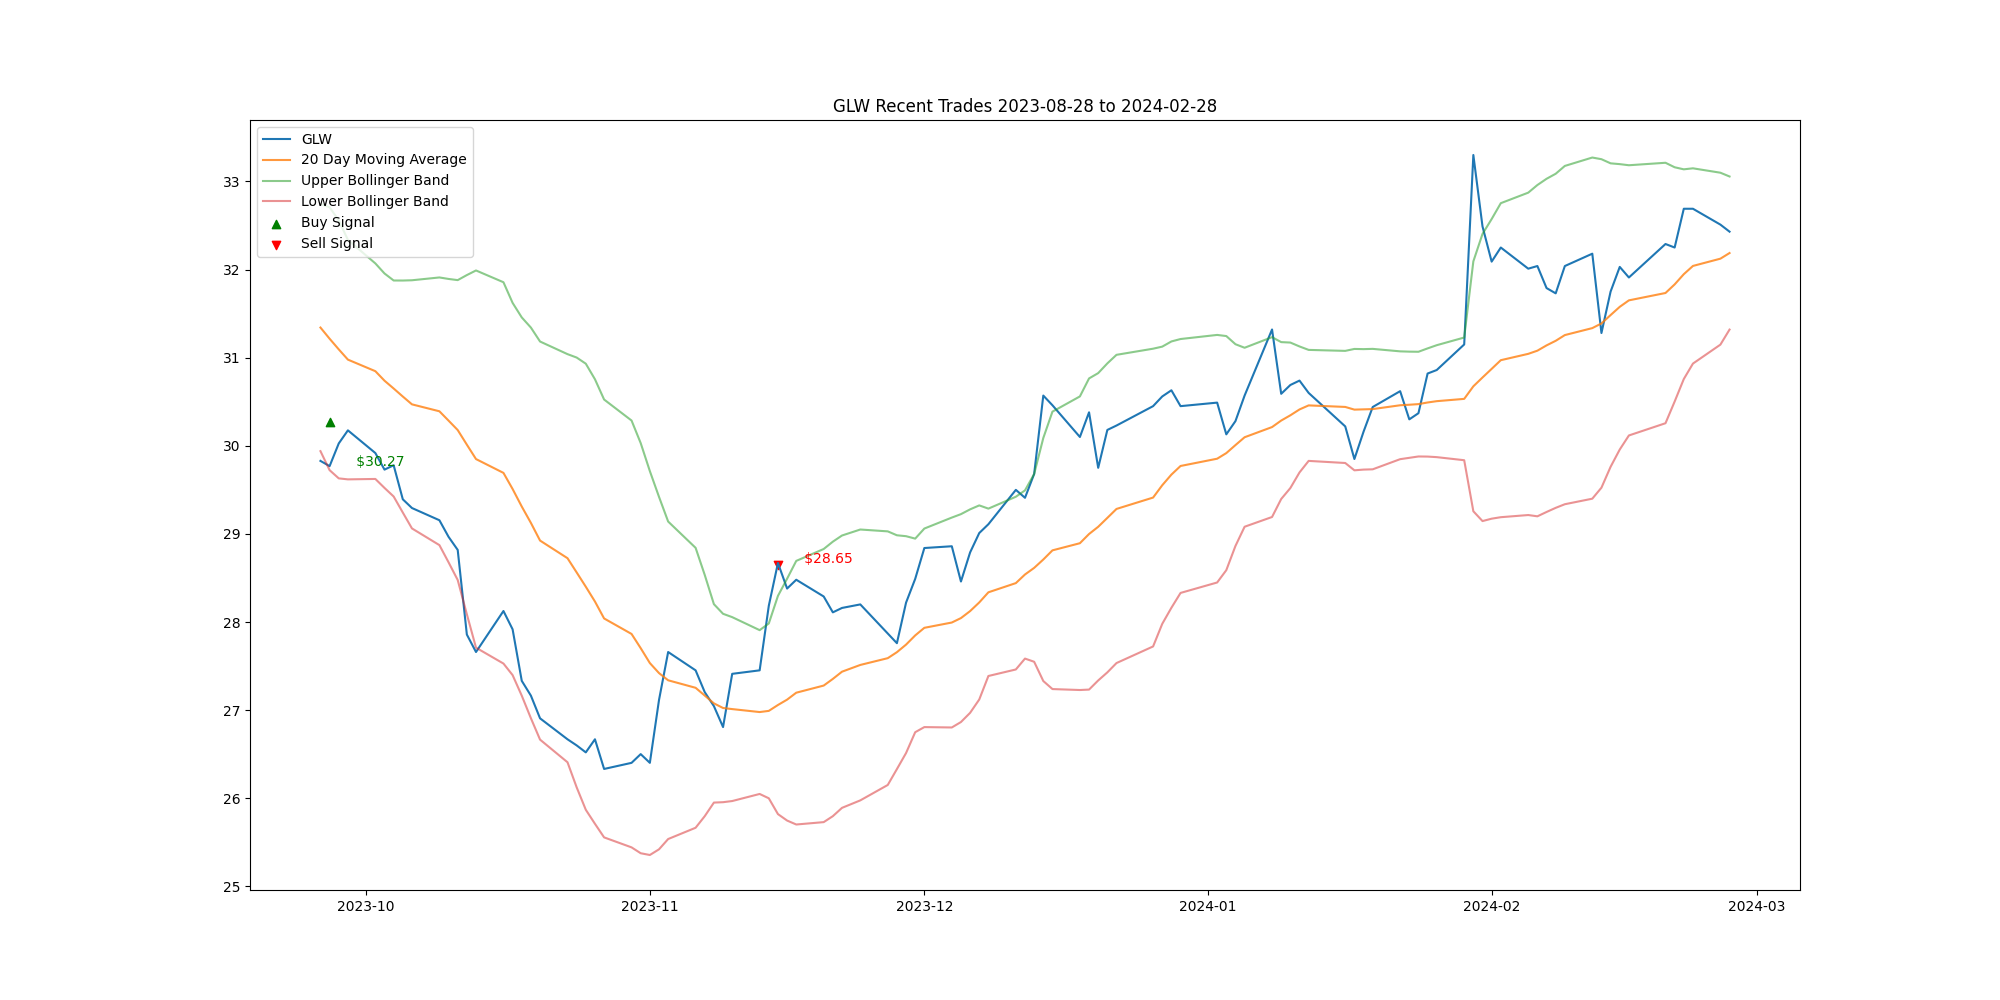 GLW Recent Trades 2023-08-28 to 2024-02-28
GLW
20 Day Moving Average
Upper Bollinger Band
Lower Bollinger Band
Buy Signal
Sell Signal
33
32
31
30
29
28
27
26
25
$30.27
$28.65
2023-10
2023-11
2023-12
2024-01
2024-02
2024-03